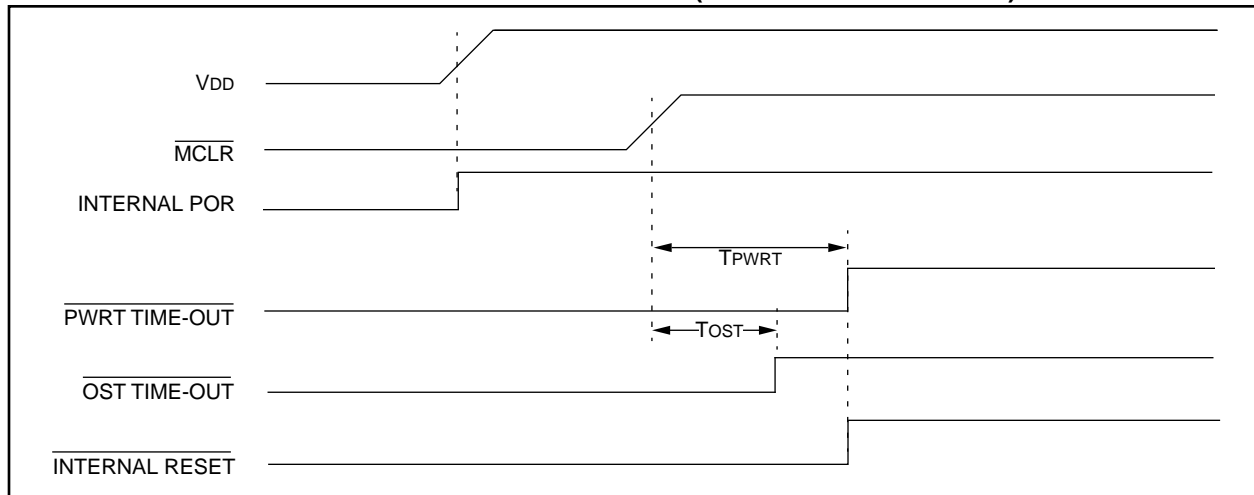 VDD
MCLR
INTERNAL POR
TPWRT
PWRT TIME-OUT
TOST
OST TIME-OUT
INTERNAL RESET